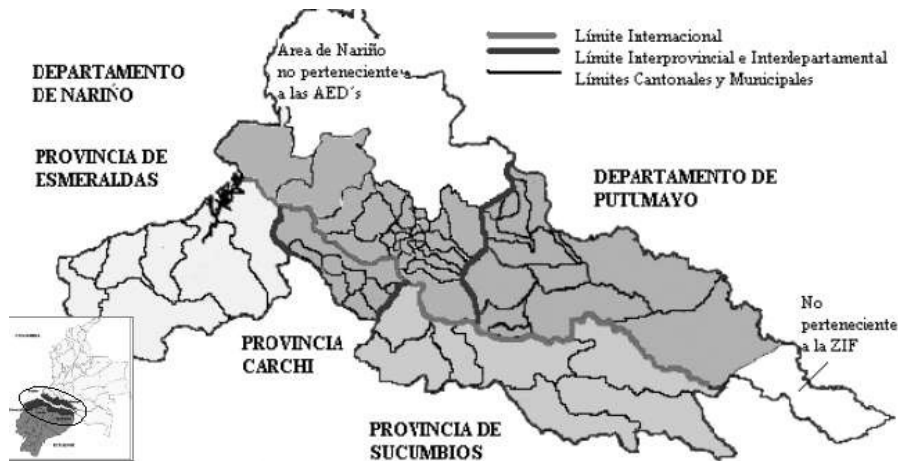 Area de Nariño
no perteneciente
a las AED´s
Límite Internacional
Límite Interprovincial e Interdepartamental
Límites Cantonales y Municipales
DEPARTAMENTO
DE NARIÑO
PROVINCIA DE
ESMERALDAS
DEPARTAMENTO DE
PUTUMAYO
No
perteneciente
a la ZIF
PROVINCIA
CARCHI
PROVINCIA DE
SUCUMBIOS